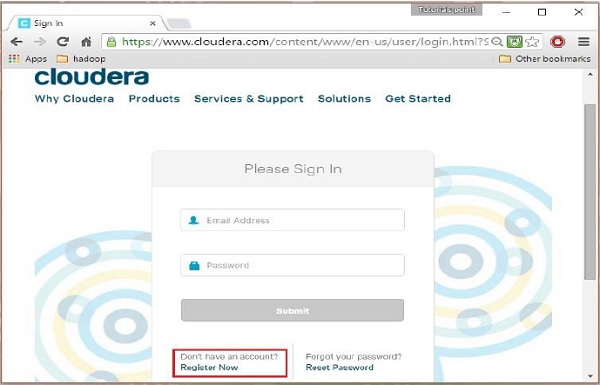 Tutorialspoint
Sign In
https://www.cloudera.com/content/www/en-us/user/login.html?S
Apps hadoop Other bookmarks
cloudera
Why Cloudera Products Services & Support Solutions Get Started
Please Sign In
Email Address
Password
Submit
Don't have an account? Forgot your password?
Register Now Reset Password